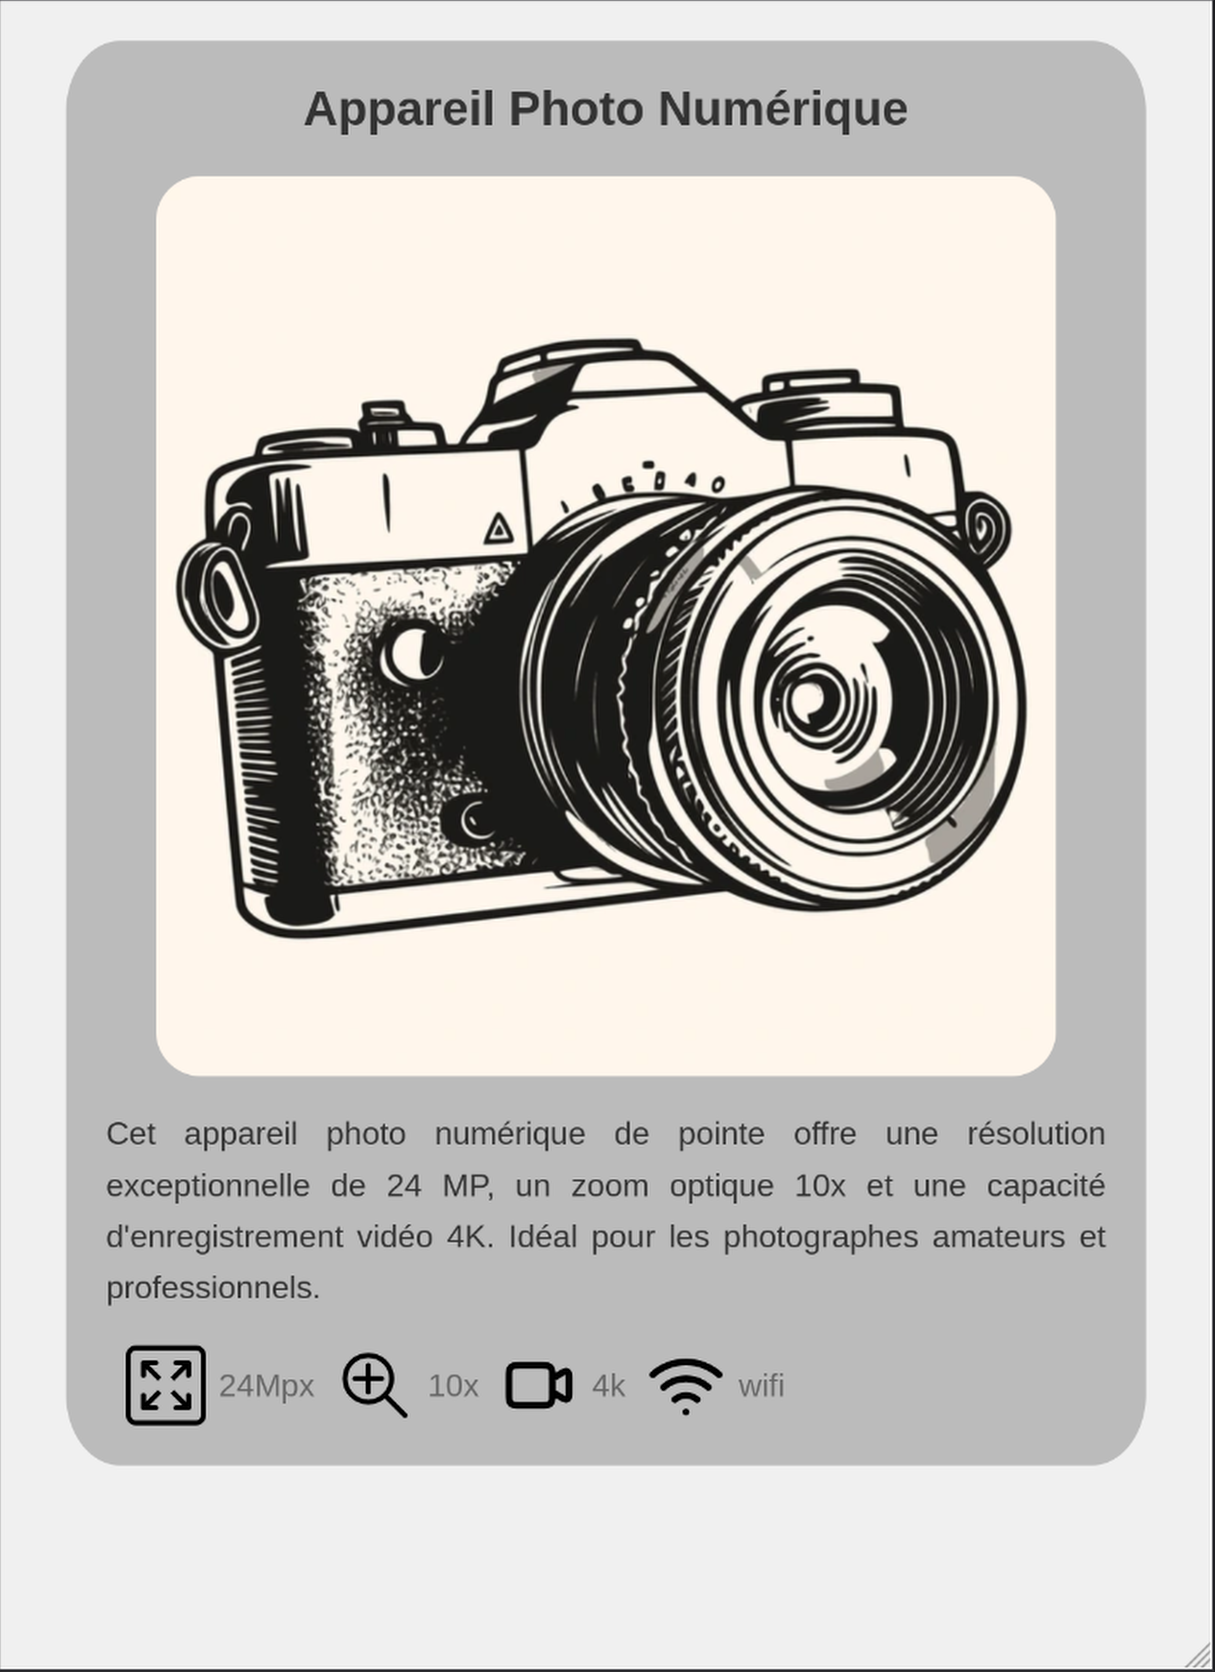 Appareil Photo Numérique
Cet appareil photo numérique de pointe offre une résolution
exceptionnelle de 24 MP, un zoom optique 10x et une capacité
d'enregistrement vidéo 4K. Idéal pour les photographes amateurs et
professionnels.
24Mpx 10x 4k wifi